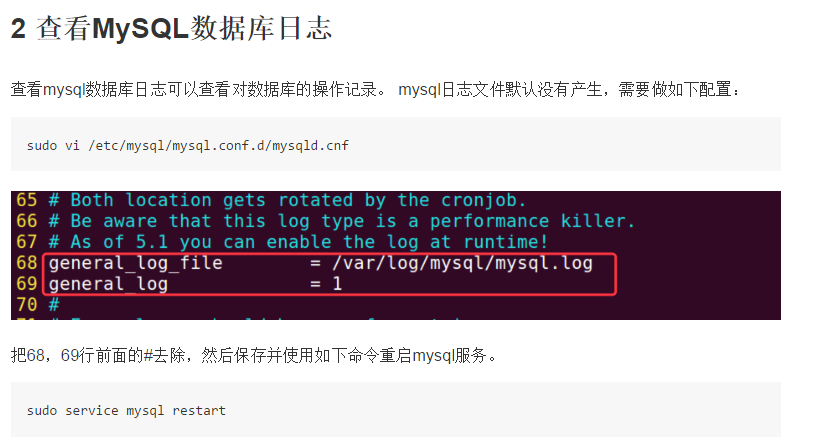 2 查看MySQL数据库日志
查看mysql数据库日志可以查看对数据库的操作记录。 mysql日志文件默认没有产生，需要做如下配置：
sudo vi /etc/mysql/mysql.conf.d/mysqld.cnf
65 # Both location gets rotated by the cronjob.
66 # Be aware that this log type is a performance killer.
67 # As of 5.1 you can enable the log at runtime!
68 general_log_file        = /var/log/mysql/mysql.log
69 general_log             = 1
70 #
把68，69行前面的#去除，然后保存并使用如下命令重启mysql服务。
sudo service mysql restart